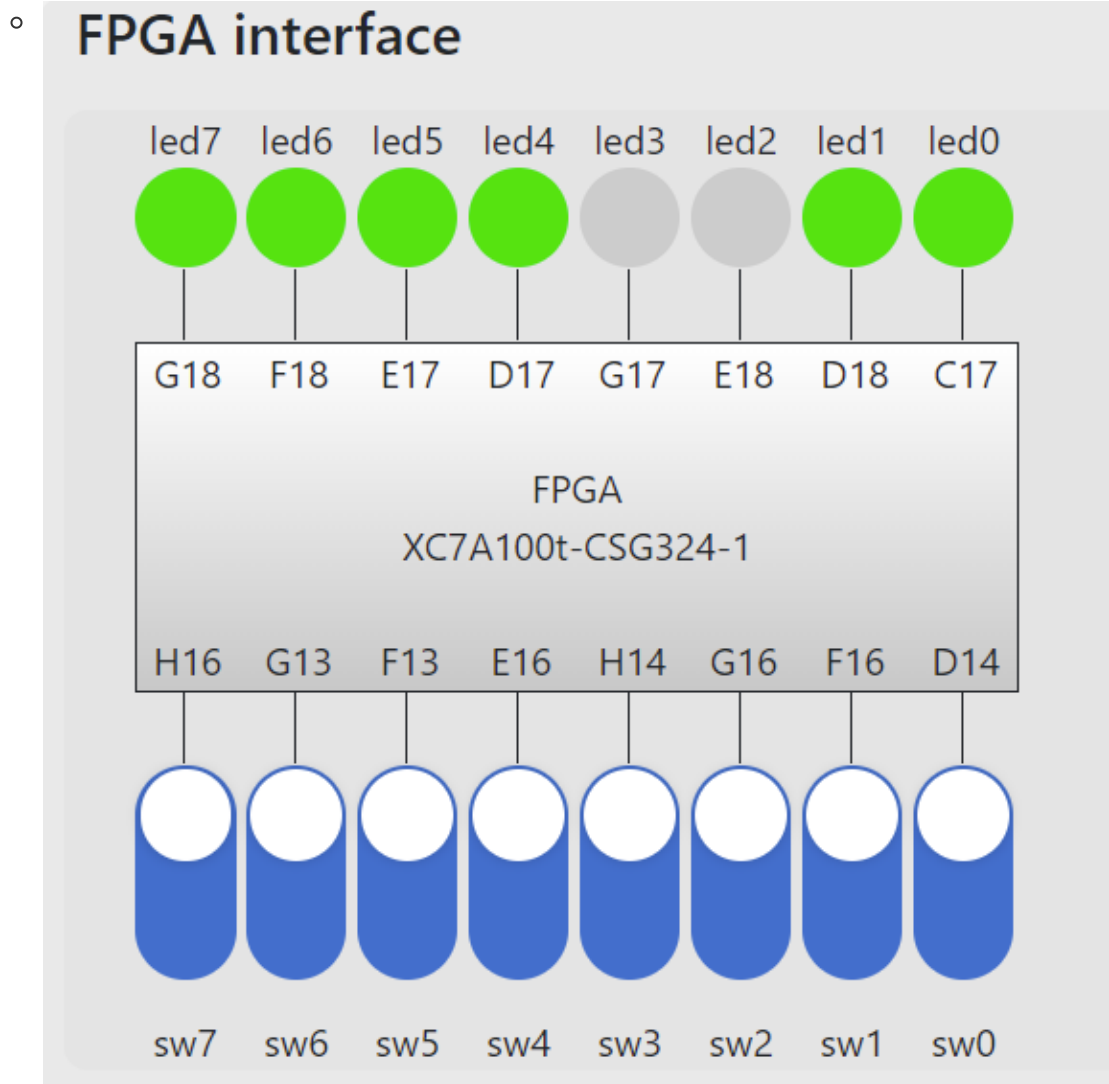 FPGA interface
led7 led6 led5 led4 led3 led2 led1 led0
G18 F18 E17 D17 G17 E18 D18 C17
FPGA
XC7A100t-CSG324-1
H16 G13 F13 E16 H14 G16 F16 D14
sw7 sw6 sw5 sw4 sw3 sw2 sw1 sw0